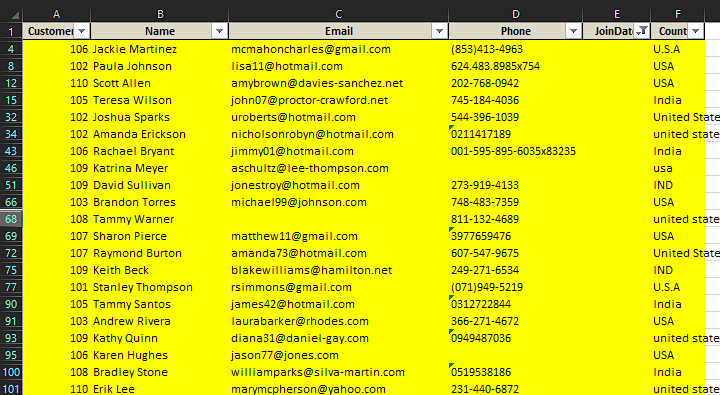 A B C D E F
1 Customer Name Email Phone JoinDat Count
4 106 Jackie Martinez mcmahoncharles@gmail.com (853)413-4963 U.S.A
8 102 Paula Johnson lisa11@hotmail.com 624.483.8985x754 USA
12 110 Scott Allen amybrown@davies-sanchez.net 202-768-0942 USA
15 105 Teresa Wilson john07@proctor-crawford.net 745-184-4036 India
32 102 Joshua Sparks uroberts@hotmail.com 544-396-1039 united State
34 102 Amanda Erickson nicholsonrobyn@hotmail.com 0211417189 united state
43 106 Rachael Bryant jimmy01@hotmail.com 001-595-895-6035x83235 India
46 109 Katrina Meyer aschultz@lee-thompson.com usa
51 109 David Sullivan jonestroy@hotmail.com 273-919-4133 IND
66 103 Brandon Torres michael99@johnson.com 748-483-7359 USA
68 108 Tammy Warner 811-132-4689 united state
69 107 Sharon Pierce matthew11@gmail.com 3977659476 USA
72 107 Raymond Burton amanda73@hotmail.com 607-547-9675 United State
75 109 Keith Beck blakewilliams@hamilton.net 249-271-6534 IND
77 101 Stanley Thompson rsimmons@gmail.com (071)949-5219 U.S.A
90 105 Tammy Santos james42@hotmail.com 0312722844 India
91 103 Andrew Rivera laurabarker@rhodes.com 366-271-4672 USA
93 109 Kathy Quinn diana31@daniel-gay.com 0949487036 united state
95 106 Karen Hughes jason77@jones.com USA
100 108 Bradley Stone williamparks@silva-martin.com 0519538186 India
101 110 Erik Lee marymcpherson@yahoo.com 231-440-6872 united state